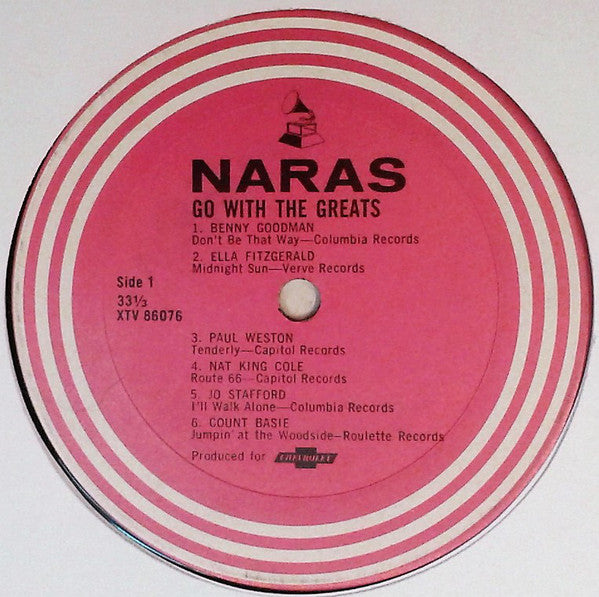 NARAS
GO WITH THE GREATS
1. BENNY GOODMAN
Don't Be That Way—Columbia Records
2. ELLA FITZGERALD
Midnight Sun—Verve Records
Side 1
33⅓
XTV 86076
3. PAUL WESTON
Tenderly—Capitol Records
4. NAT KING COLE
Route 66—Capitol Records
5. JO STAFFORD
I'll Walk Alone—Columbia Records
6. COUNT BASIE
Jumpin' at the Woodside—Roulette Records
Produced for CHEVROLET